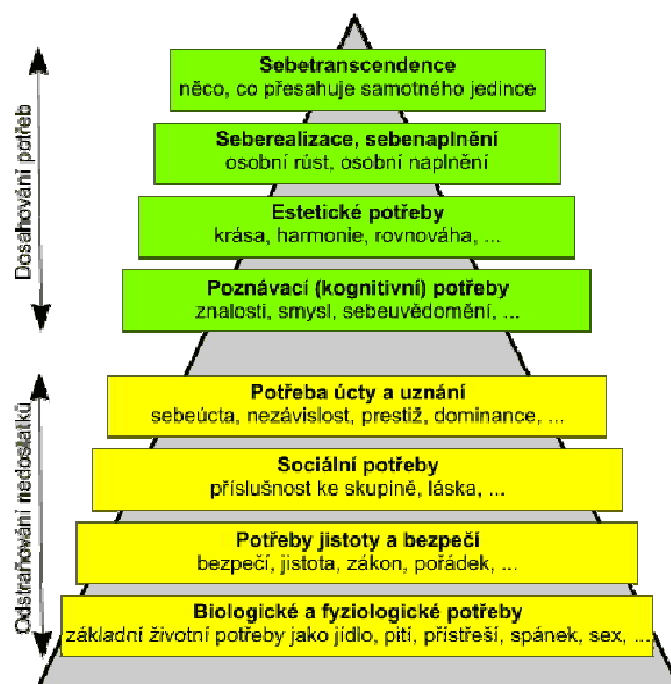 Sebetranscendence
něco, co přesahuje samotného jedince
Seberealizace, sebenaplnění
osobní růst, osobní naplnění
Estetické potřeby
krása, harmonie, rovnováha, ...
Poznávací (kognitivní) potřeby
znalosti, smysl, sebeuvědomění, ...
Dosahování potřeb
Potřeba úcty a uznání
sebeúcta, nezávislost, prestiž, dominance, ...
Sociální potřeby
příslušnost ke skupině, láska, ...
Potřeby jistoty a bezpečí
bezpečí, jistota, zákon, pořádek, ...
Biologické a fyziologické potřeby
základní životní potřeby jako jídlo, pití, přístřeší, spánek, sex, ...
Odstraňování nedostatků